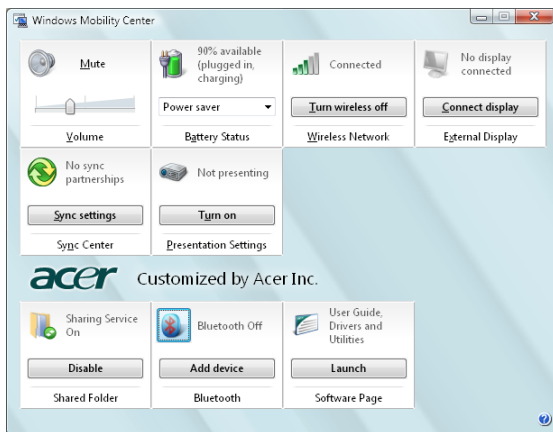 Windows Mobility Center
Mute
Volume
90% available
(plugged in,
charging)
Power saver
Battery Status
Connected
Turn wireless off
Wireless Network
No display
connected
Connect display
External Display
No sync
partnerships
Sync settings
Sync Center
Not presenting
Turn on
Presentation Settings
acer Customized by Acer Inc.
Sharing Service
On
Disable
Shared Folder
Bluetooth Off
Add device
Bluetooth
User Guide,
Drivers and
Utilities
Launch
Software Page
?